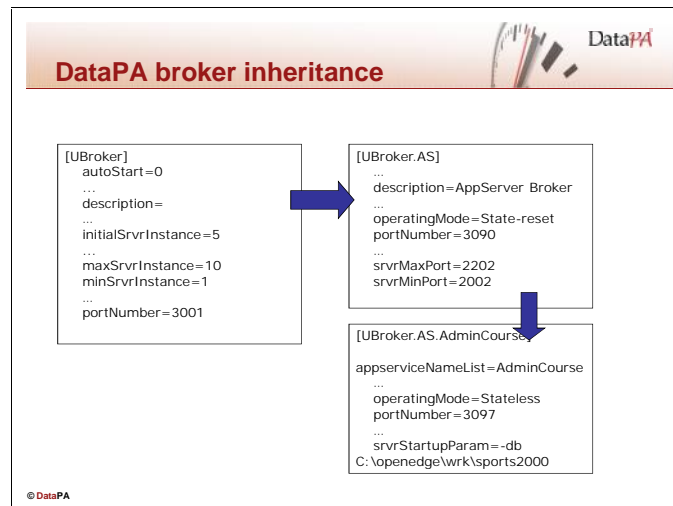 DataPA
DataPA broker inheritance
[UBroker]
autoStart=0
...
description=
...
initialSrvrInstance=5
...
maxSrvrInstance=10
minSrvrInstance=1
...
portNumber=3001
[UBroker.AS]
...
description=AppServer Broker
...
operatingMode=State-reset
portNumber=3090
...
srvrMaxPort=2202
srvrMinPort=2002
[UBroker.AS.AdminCourse]
appserviceNameList=AdminCourse
...
operatingMode=Stateless
portNumber=3097
...
srvrStartupParam=-db
C:\openedge\wrk\sports2000
© DataPA